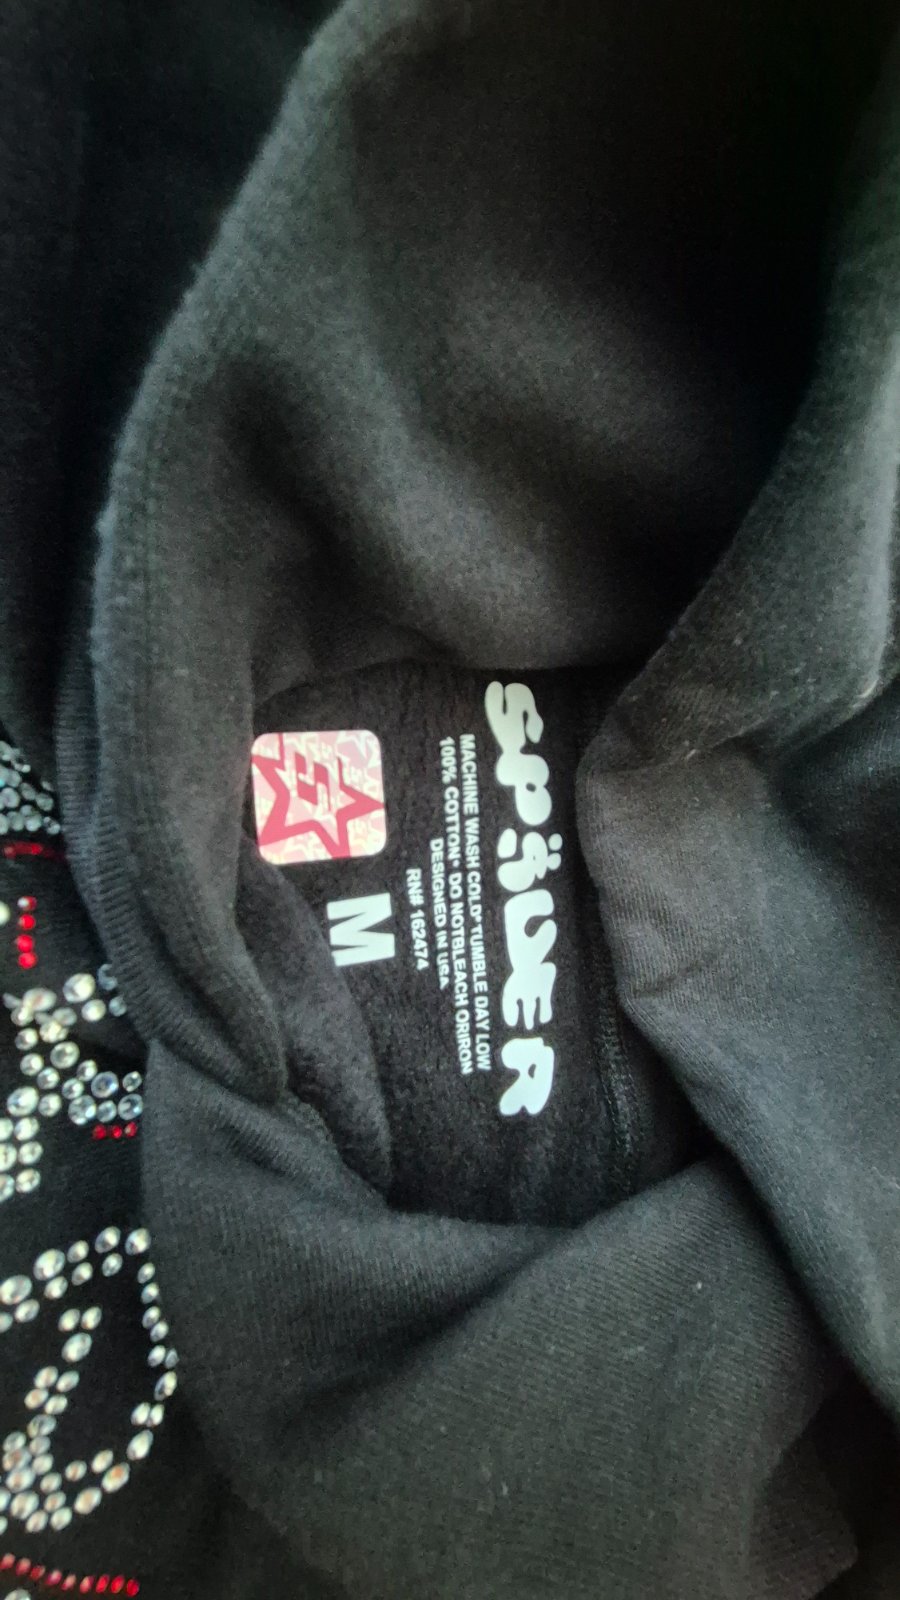 SP5DER
MACHINE WASH COLD* TUMBLE DAY LOW
100% COTTON* DO NOTBLEACH ORIRON
DESIGNED IN USA
RN# 162474
M